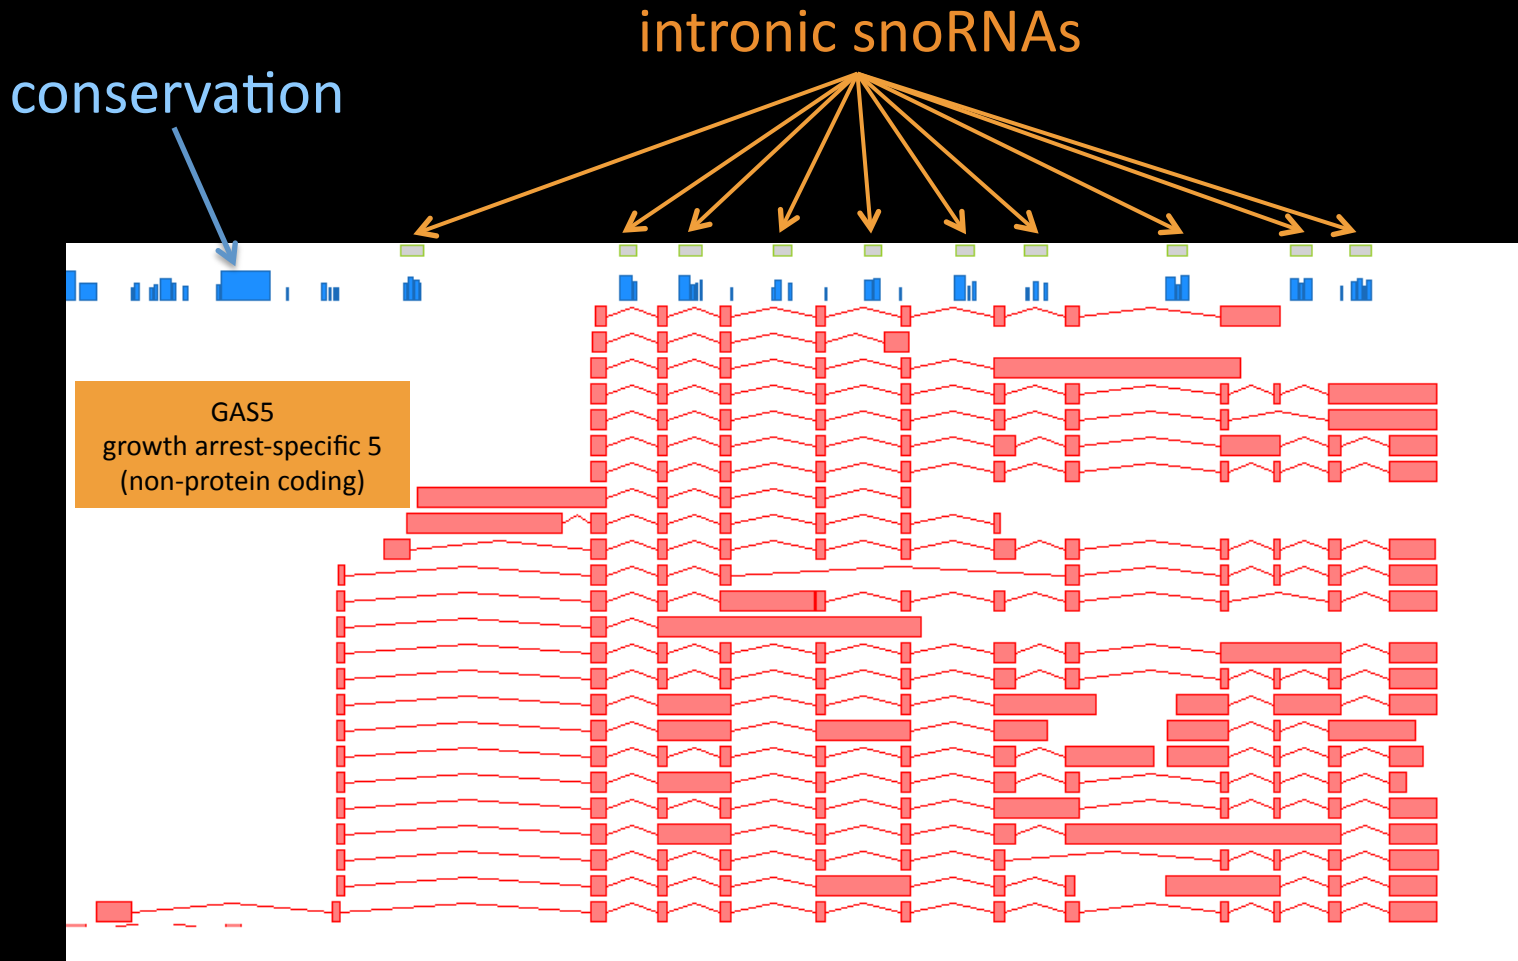 intronic snoRNAs
conservation
GAS5
growth arrest-specific 5
(non-protein coding)